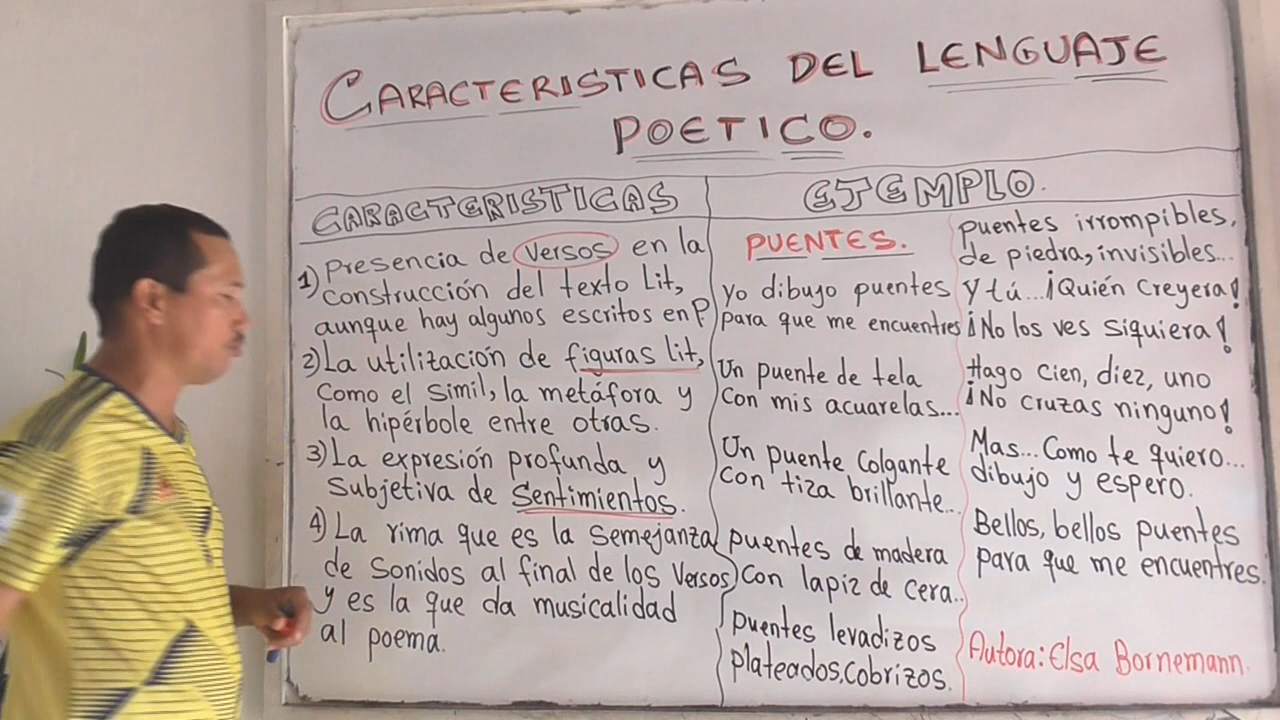 CARACTERISTICAS DEL LENGUAJE
POETICO.
CARACTERISTICAS
1) Presencia de versos en la
construcción del texto Lit,
aunque hay algunos escritos en P
2) La utilización de figuras lit,
como el simil, la metáfora y
la hipérbole entre otras.
3) La expresión profunda y
subjetiva de Sentimientos.
4) La rima que es la semejanza
de sonidos al final de los versos
y es la que da musicalidad
al poema.
EJEMPLO.
PUENTES.
Yo dibujo puentes
para que me encuentres
Un puente de tela
con mis acuarelas...
Un puente colgante
con tiza brillante...
puentes de madera
con lapiz de cera..
puentes levadizos
plateados, cobrizos.
puentes irrompibles,
de piedra, invisibles...
Y tú... ¡Quién creyera!
¡No los ves siquiera!
Hago cien, diez, uno
¡No cruzas ninguno!
Mas... Como te quiero...
dibujo y espero.
Bellos, bellos puentes
para que me encuentres.
Autora: Elsa Bornemann.